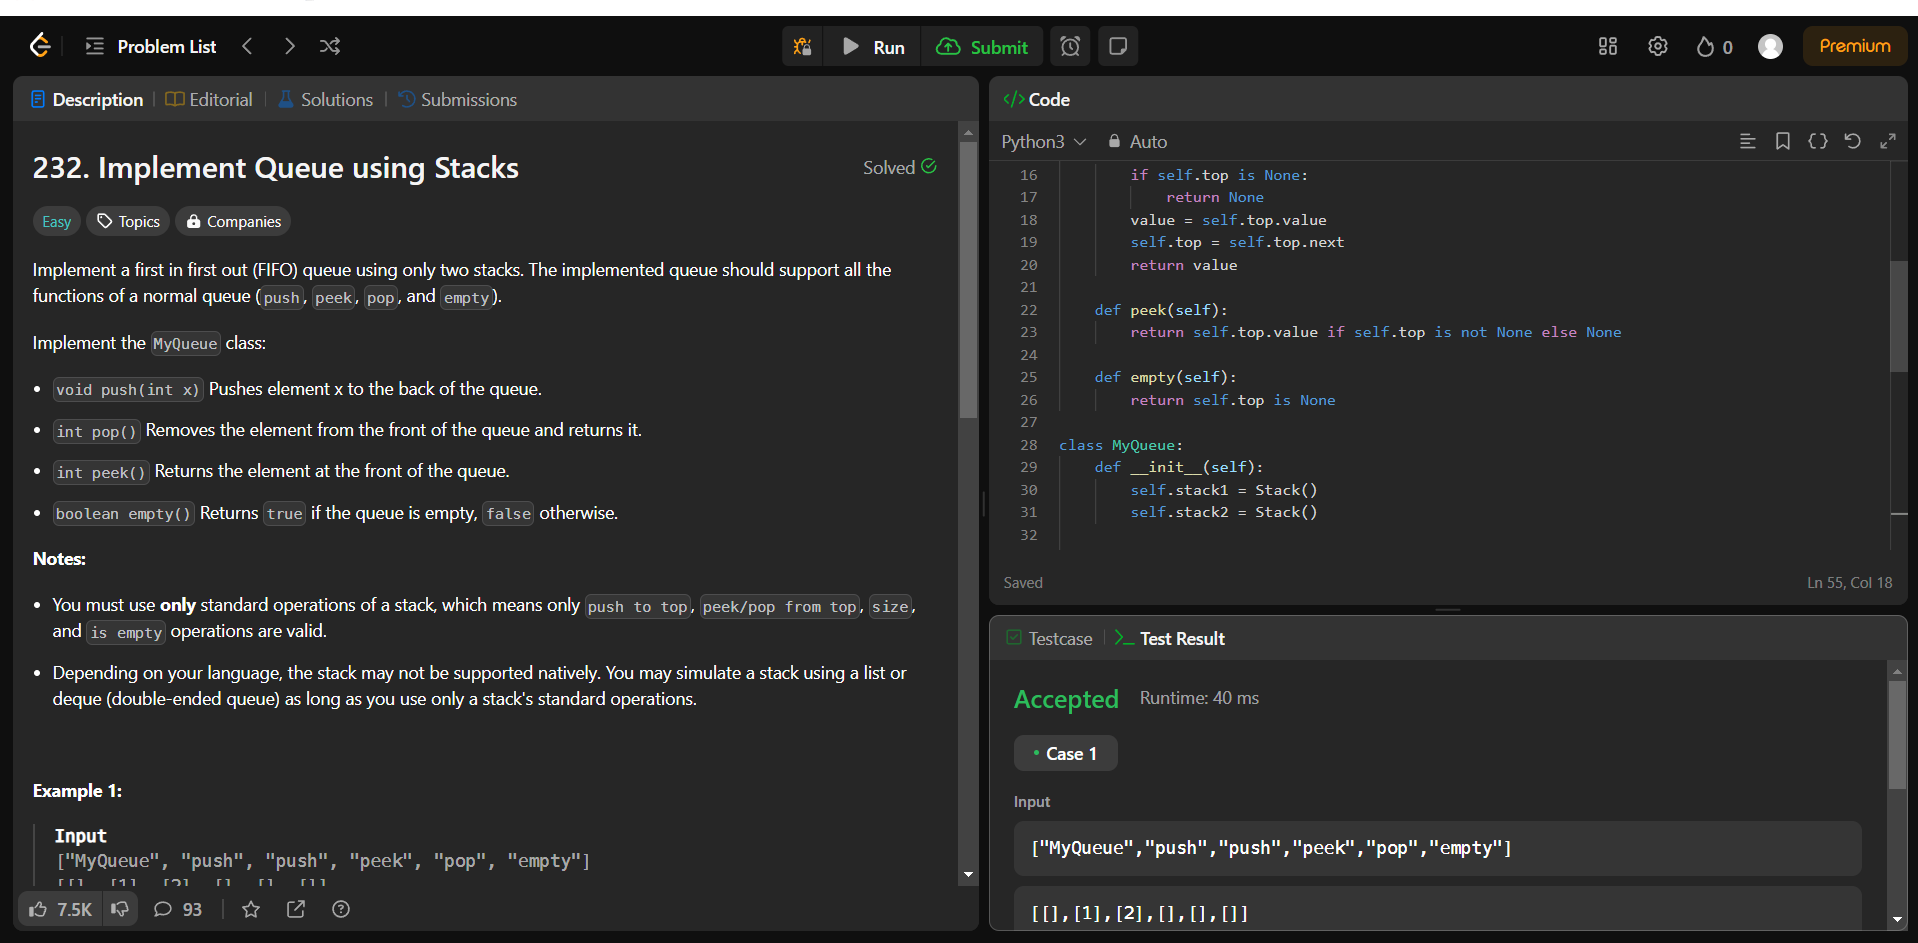 Problem List
Run
Submit
0
Premium
Description
Editorial
Solutions
Submissions
232. Implement Queue using Stacks
Solved
Easy
Topics
Companies
Implement a first in first out (FIFO) queue using only two stacks. The implemented queue should support all the
functions of a normal queue (push, peek, pop, and empty).
Implement the MyQueue class:
• void push(int x) Pushes element x to the back of the queue.
• int pop() Removes the element from the front of the queue and returns it.
• int peek() Returns the element at the front of the queue.
• boolean empty() Returns true if the queue is empty, false otherwise.
Notes:
• You must use only standard operations of a stack, which means only push to top, peek/pop from top, size,
and is empty operations are valid.
• Depending on your language, the stack may not be supported natively. You may simulate a stack using a list or
deque (double-ended queue) as long as you use only a stack's standard operations.
Example 1:
Input
["MyQueue", "push", "push", "peek", "pop", "empty"]
[[], [1], [2], [], [], []]
7.5K
93
</> Code
Python3
Auto
16 if self.top is None:
17 return None
18 value = self.top.value
19 self.top = self.top.next
20 return value
21
22 def peek(self):
23 return self.top.value if self.top is not None else None
24
25 def empty(self):
26 return self.top is None
27
28 class MyQueue:
29 def __init__(self):
30 self.stack1 = Stack()
31 self.stack2 = Stack()
32
Saved
Ln 55, Col 18
Testcase
>_ Test Result
Accepted
Runtime: 40 ms
• Case 1
Input
["MyQueue","push","push","peek","pop","empty"]
[[],[1],[2],[],[],[]]